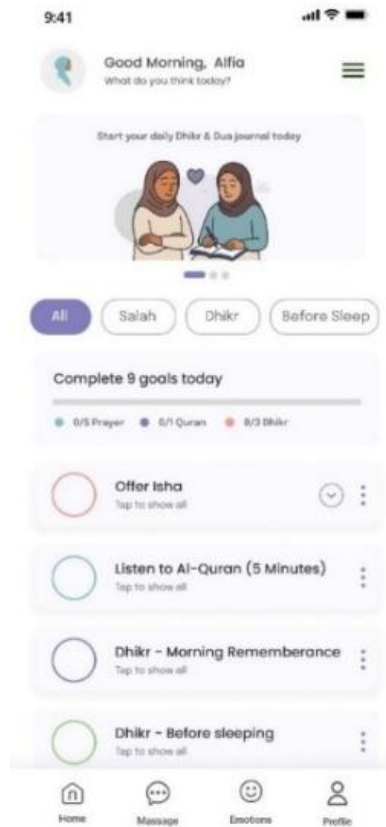 9:41
Good Morning, Alfia
What do you think today?
Start your daily Dhikr & Dua journal today
All
Salah
Dhikr
Before Sleep
Complete 9 goals today
0/5 Prayer
0/1 Quran
0/3 Dhikr
Offer Isha
Tap to show all
Listen to Al-Quran (5 Minutes)
Tap to show all
Dhikr - Morning Rememberance
Tap to show all
Dhikr - Before sleeping
Tap to show all
Home
Massage
Emotions
Profile